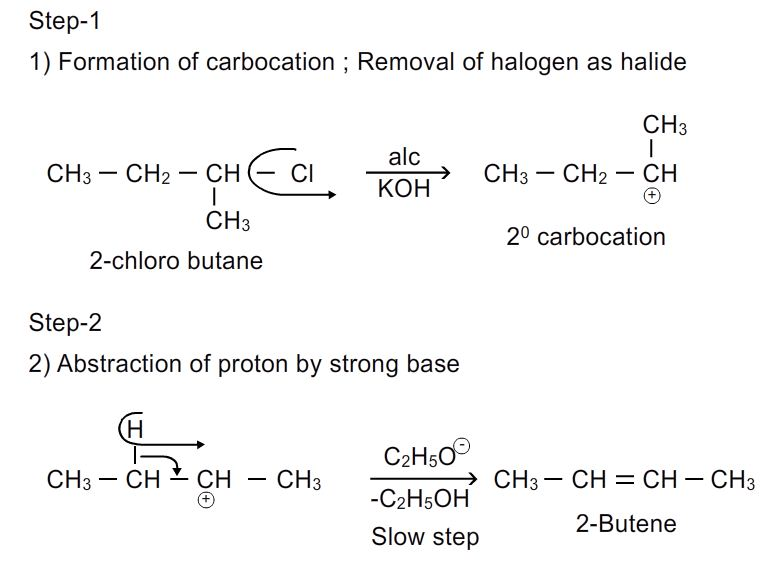 Step-1
1) Formation of carbocation ; Removal of halogen as halide
CH₃
CH₃ — CH₂ — CH — Cl alc KOH CH₃ — CH₂ — CH
CH₃ ⊕
2-chloro butane 2⁰ carbocation
Step-2
2) Abstraction of proton by strong base
H
C₂H₅O⊖
CH₃ — CH — CH — CH₃ CH₃ — CH = CH — CH₃
⊕ -C₂H₅OH
Slow step 2-Butene